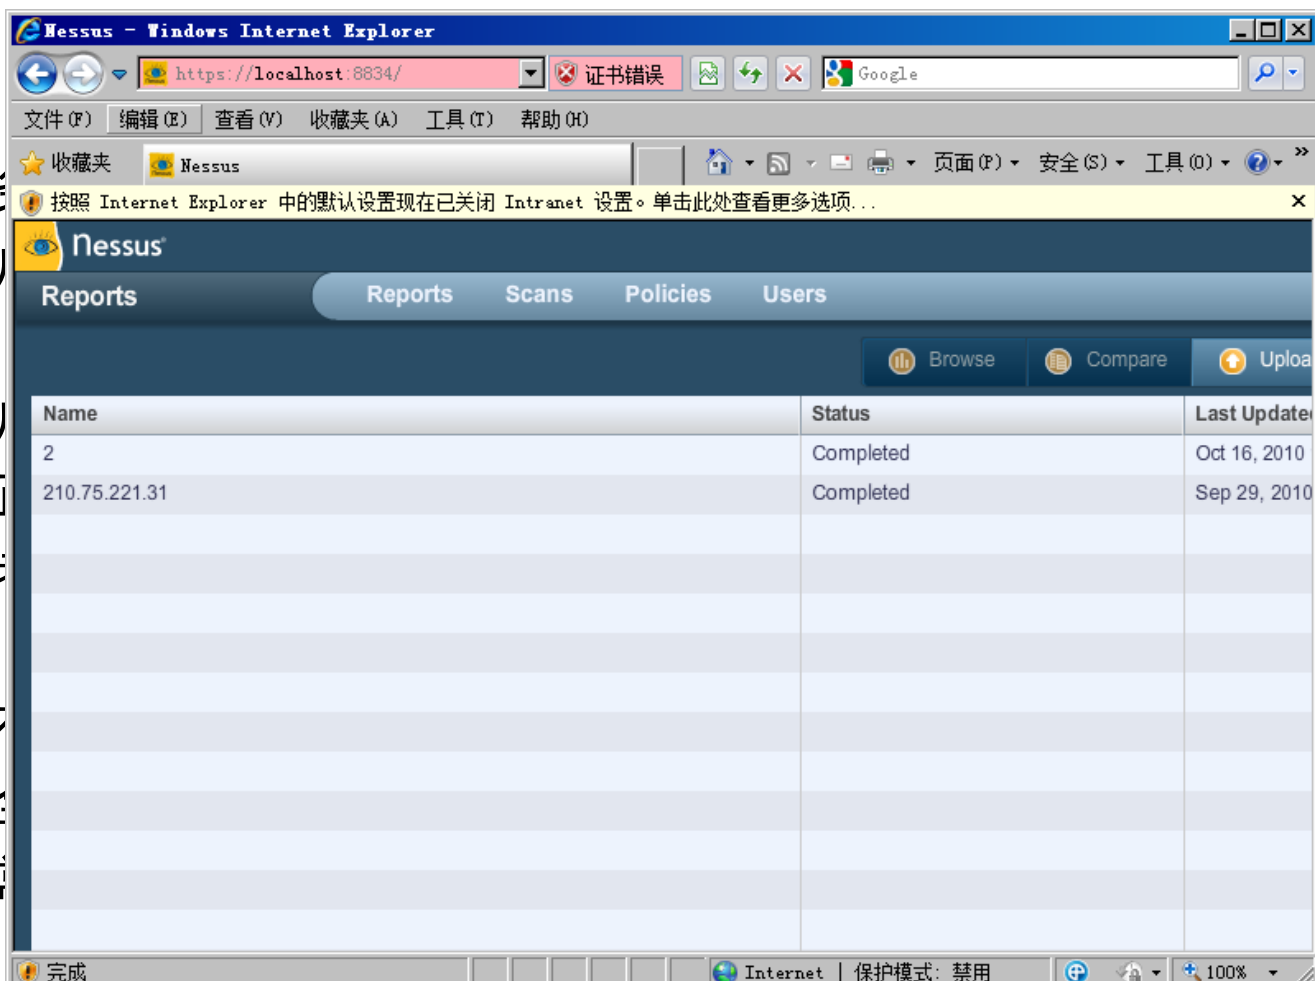 Nessus - Windows Internet Explorer
https://localhost:8834/ 证书错误 Google
文件(F) 编辑(E) 查看(V) 收藏夹(A) 工具(T) 帮助(H)
收藏夹 Nessus 页面(P) 安全(S) 工具(O) »
按照 Internet Explorer 中的默认设置现在已关闭 Intranet 设置。单击此处查看更多选项...
Nessus
Reports Reports Scans Policies Users
Browse Compare Uploa
Name Status Last Update
2 Completed Oct 16, 2010
210.75.221.31 Completed Sep 29, 2010
完成 Internet | 保护模式: 禁用 100%